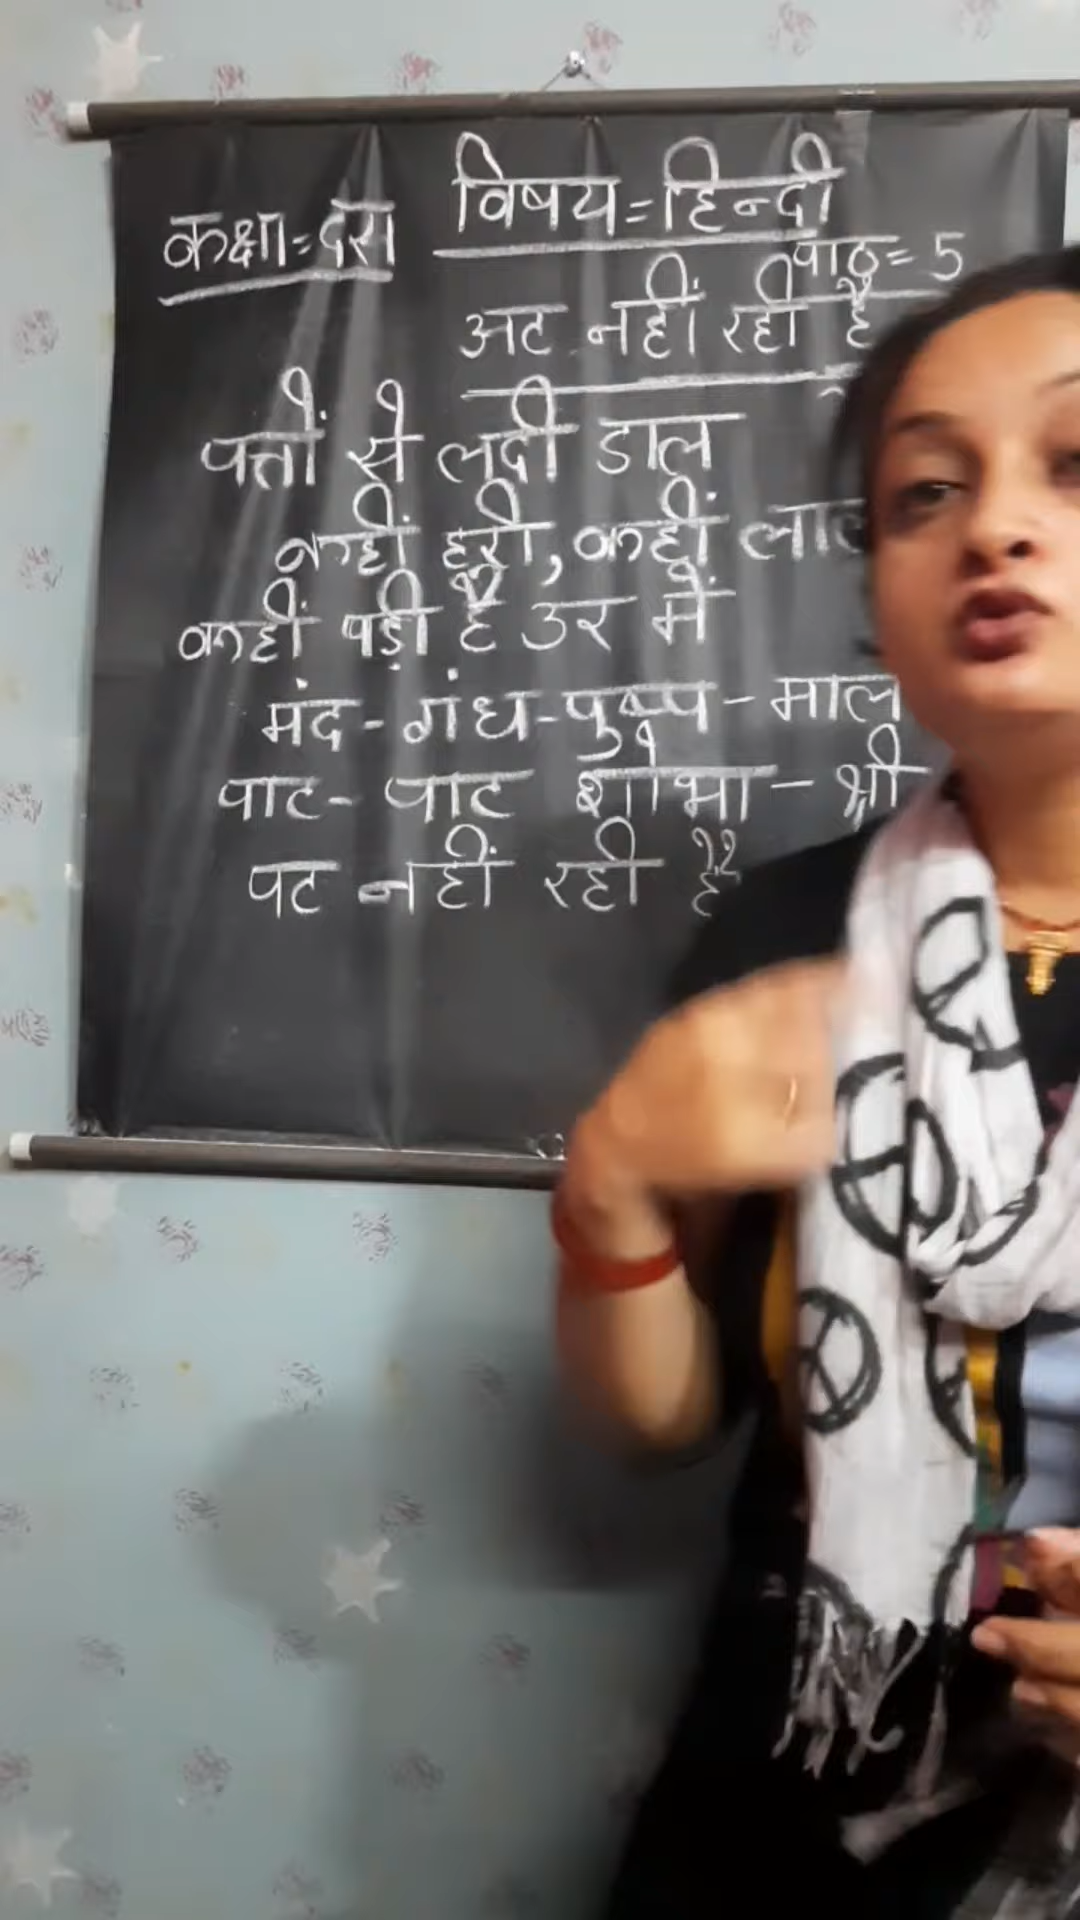 विषय=हिन्दी
कक्षा=दस
पाठ=5
अट नहीं रही है
पत्तों से लदी डाल
कहीं हरी, कहीं लाल
कहीं पड़ी है उर में
मंद-गंध-पुष्प-माल
पाट-पाट शोभा-श्री
पट नहीं रही है